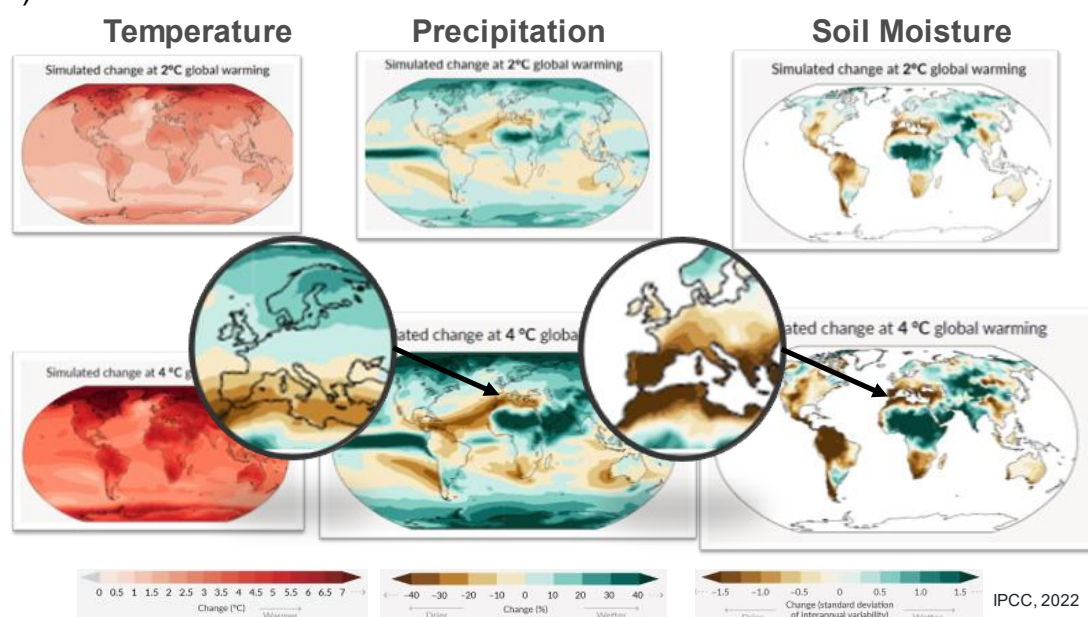 )
Temperature
Precipitation
Soil Moisture
Simulated change at 2°C global warming
Simulated change at 2°C global warming
Simulated change at 2°C global warming
Simulated change at 4°C g
ated change at 4 °C globa
ated change at 4 °C global warming
0 0.5 1 1.5 2 2.5 3 3.5 4 4.5 5 5.5 6 6.5 7
Change (°C)
Warmer
-40 -30 -20 -10 0 10 20 30 40
Drier
Change (%)
Wetter
-1.5 -1.0 -0.5 0 0.5 1.0 1.5
Drier
Change (standard deviation
of interannual variability)
Wetter
IPCC, 2022